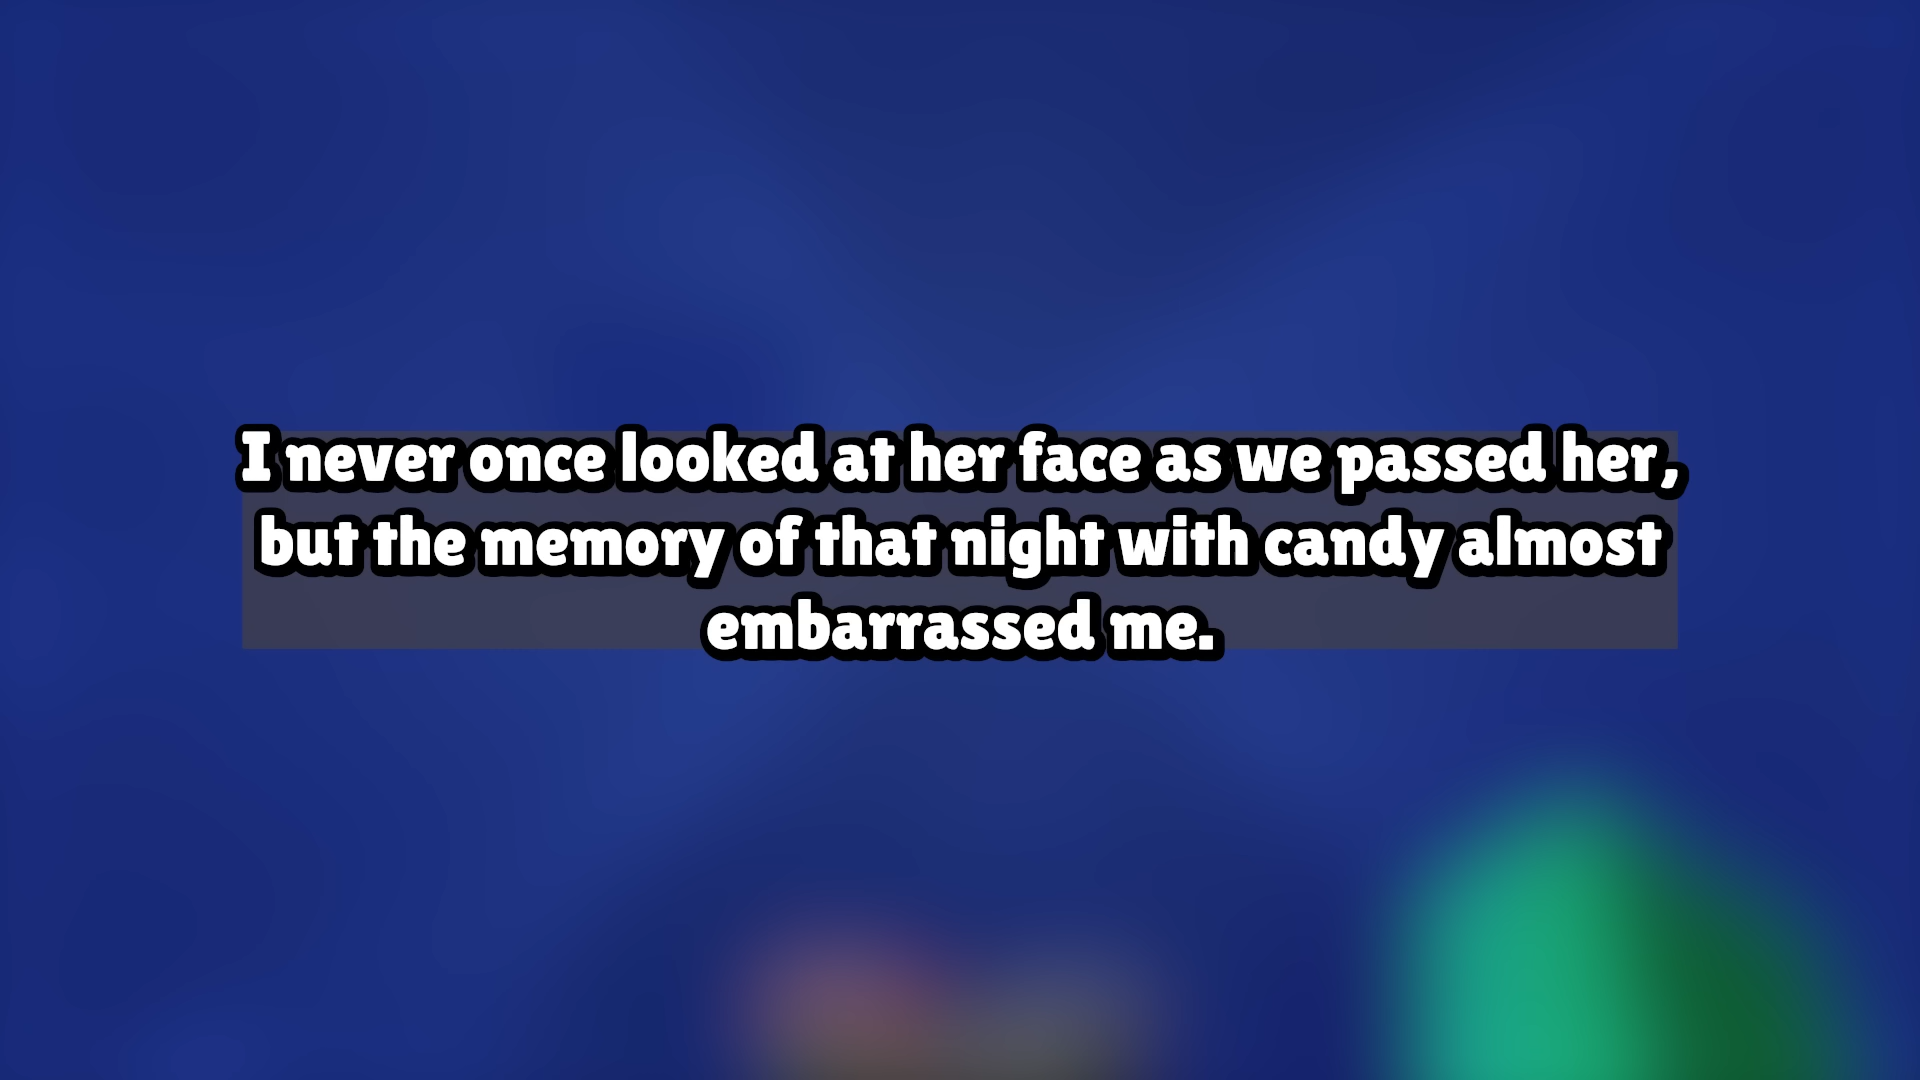 I never once looked at her face as we passed her,
but the memory of that night with candy almost
embarrassed me.